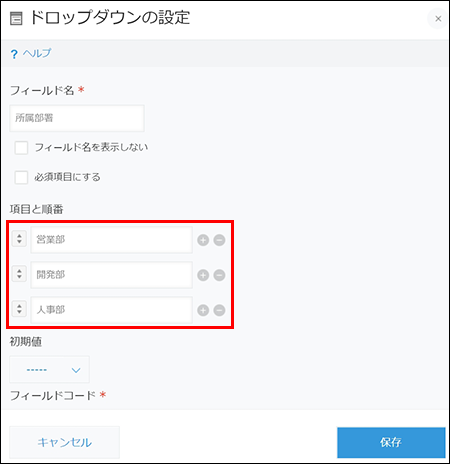 ドロップダウンの設定
? ヘルプ
フィールド名 *
所属部署
フィールド名を表示しない
必須項目にする
項目と順番
営業部
開発部
人事部
初期値
-----
フィールドコード *
キャンセル
保存